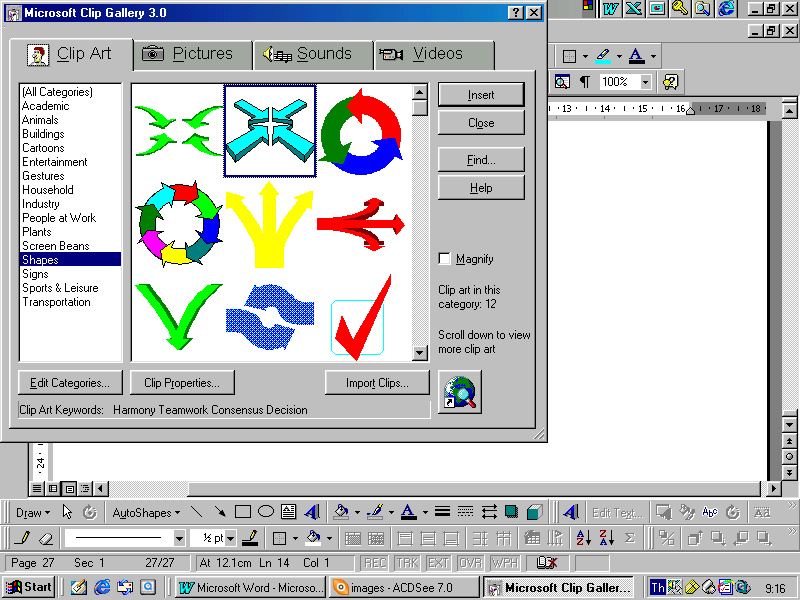 Microsoft Clip Gallery 3.0
Clip Art
Pictures
Sounds
Videos
(All Categories)
Academic
Animals
Buildings
Cartoons
Entertainment
Gestures
Household
Industry
People at Work
Plants
Screen Beans
Shapes
Signs
Sports & Leisure
Transportation
Insert
Close
Find...
Help
Magnify
Clip art in this
category: 12
Scroll down to view
more clip art
Edit Categories...
Clip Properties...
Import Clips...
Clip Art Keywords: Harmony Teamwork Consensus Decision
100%
13 14 15 16 17 18
24
Draw
AutoShapes
Edit Text...
Abc
½ pt
Page 27 Sec 1 27/27 At 12.1cm Ln 14 Col 1 REC TRK EXT OVR WPH
Start
Microsoft Word - Microso...
images - ACDSee 7.0
Microsoft Clip Galler...
Th
9:16